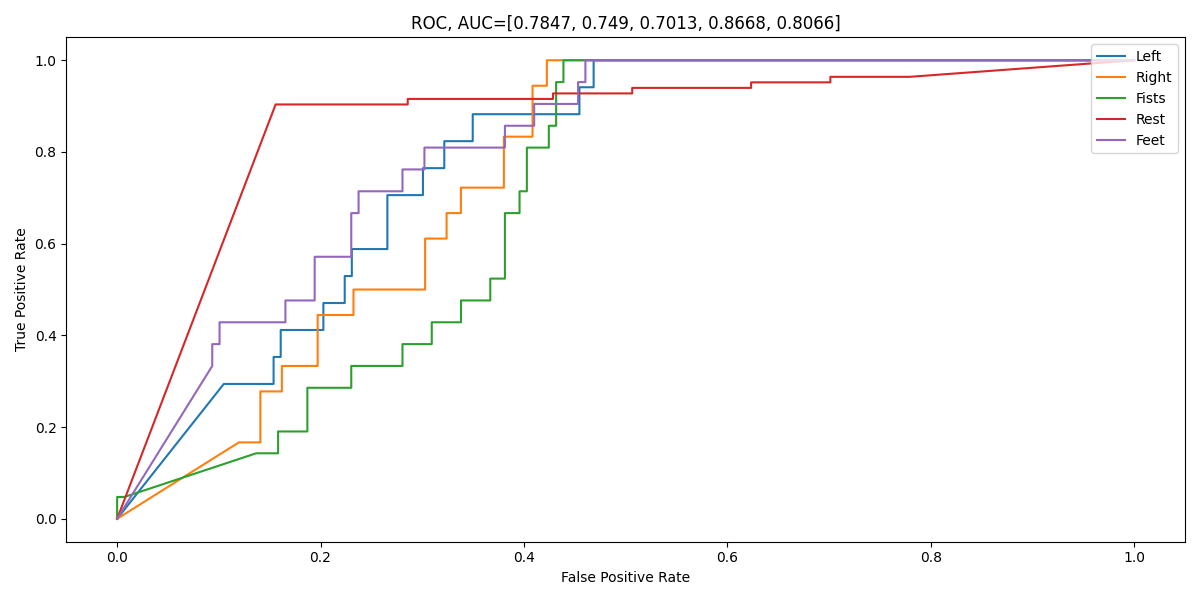 ROC, AUC=[0.7847, 0.749, 0.7013, 0.8668, 0.8066]
True Positive Rate
1.0
0.8
0.6
0.4
0.2
0.0
Left
Right
Fists
Rest
Feet
0.0 0.2 0.4 0.6 0.8 1.0
False Positive Rate